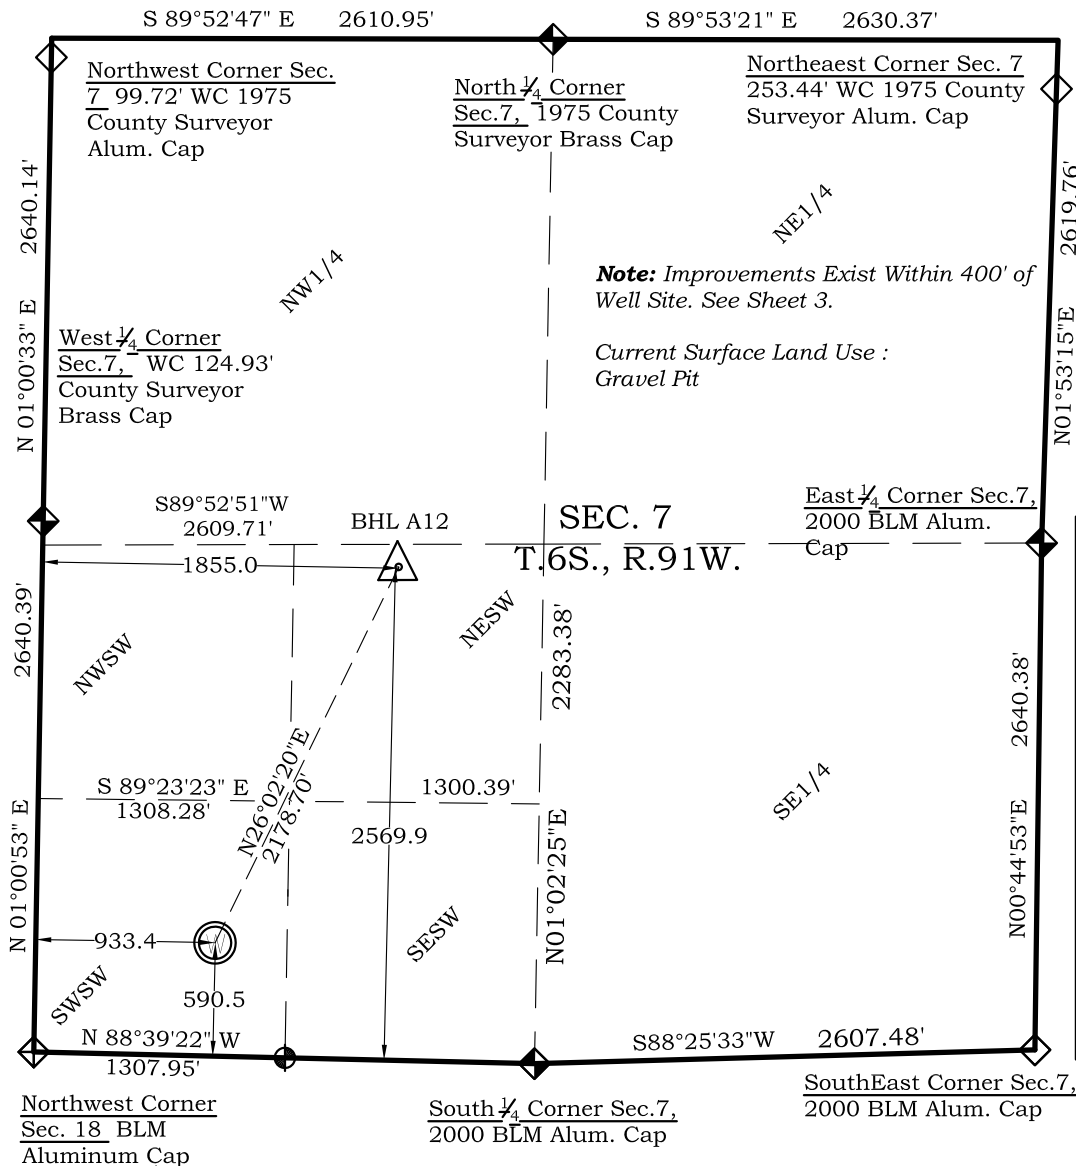 S 89°52'47" E 2610.95'
S 89°53'21" E 2630.37'
Northwest Corner Sec.
7 99.72' WC 1975
County Surveyor
Alum. Cap
North 1/4 Corner
Sec.7, 1975 County
Surveyor Brass Cap
Northeaest Corner Sec. 7
253.44' WC 1975 County
Surveyor Alum. Cap
2640.14'
N 01°00'33" E
2619.76'
N01°53'15"E
NW1/4
NE1/4
Note: Improvements Exist Within 400' of
Well Site. See Sheet 3.
Current Surface Land Use :
Gravel Pit
West 1/4 Corner
Sec.7, WC 124.93'
County Surveyor
Brass Cap
S89°52'51"W
2609.71'
BHL A12
SEC. 7
T.6S., R.91W.
East 1/4 Corner Sec.7,
2000 BLM Alum.
Cap
1855.0
2640.39'
N 01°00'53" E
NWSW
NESW
2283.38'
N01°02'25"E
2640.38'
N00°44'53"E
N26°02'20"E
2178.70'
S 89°23'23" E
1308.28'
1300.39'
2569.9
SE1/4
933.4
SESW
590.5
SWSW
N 88°39'22" W
1307.95'
S88°25'33"W 2607.48'
Northwest Corner
Sec. 18 BLM
Aluminum Cap
South 1/4 Corner Sec.7,
2000 BLM Alum. Cap
SouthEast Corner Sec.7,
2000 BLM Alum. Cap